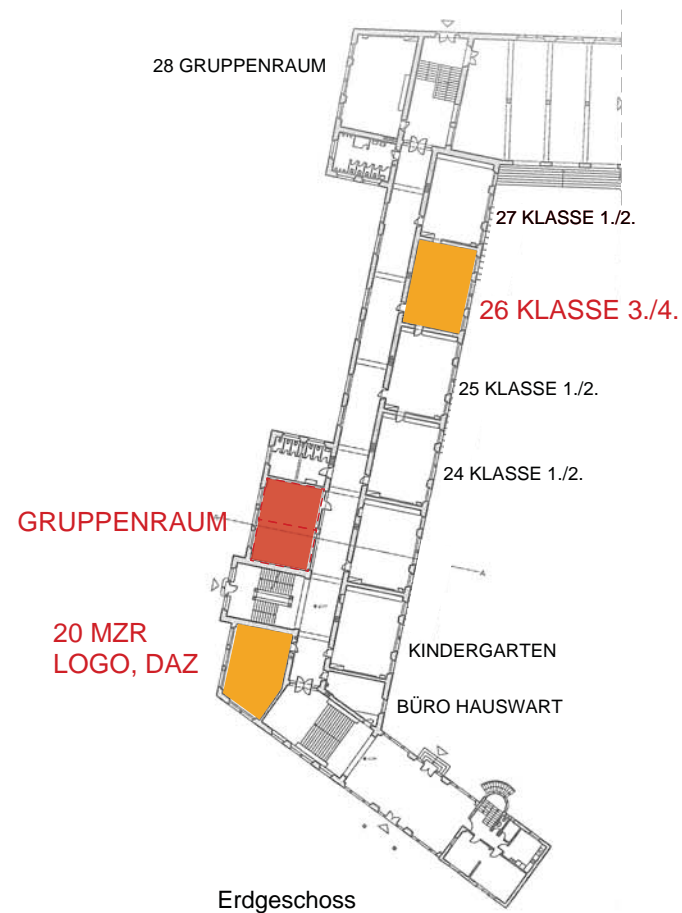 28 GRUPPENRAUM
27 KLASSE 1./2.
26 KLASSE 3./4.
25 KLASSE 1./2.
24 KLASSE 1./2.
GRUPPENRAUM
20 MZR
LOGO, DAZ
KINDERGARTEN
BÜRO HAUSWART
Erdgeschoss